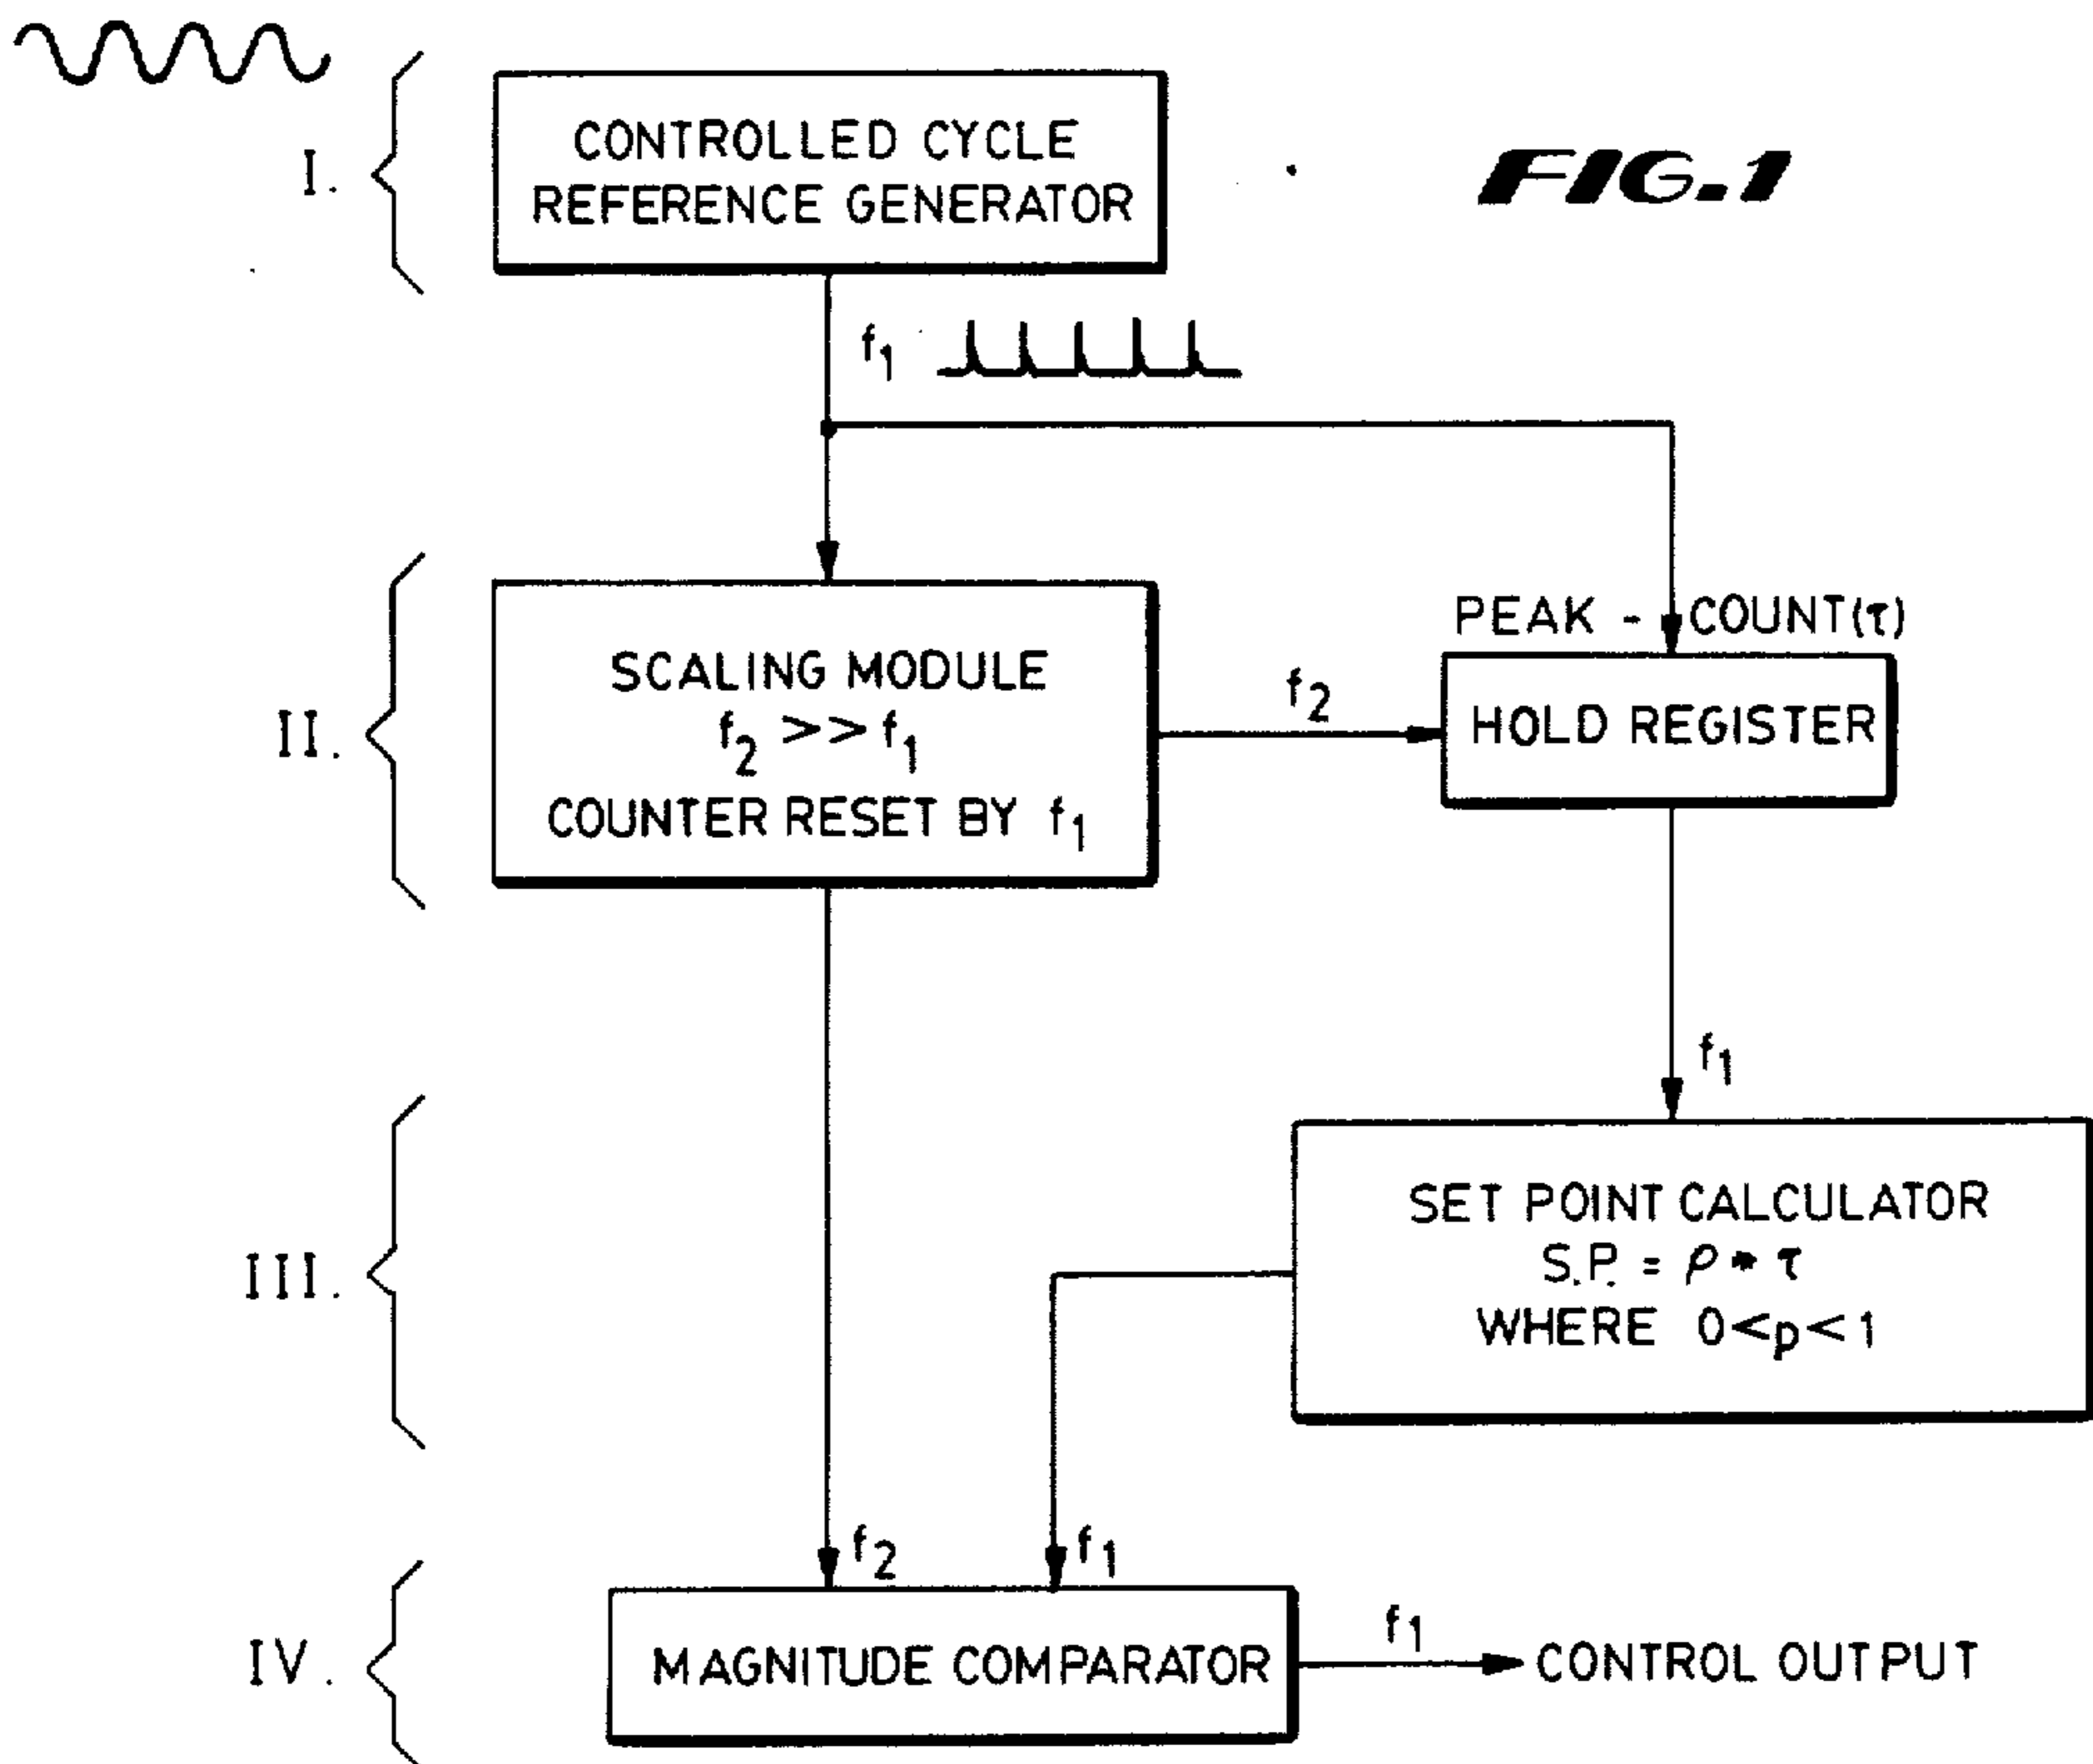 I.
CONTROLLED CYCLE
REFERENCE GENERATOR
FIG.1
f1
II.
SCALING MODULE
f2 >> f1
COUNTER RESET BY f1
f2
PEAK - COUNT(τ)
HOLD REGISTER
f1
III.
SET POINT CALCULATOR
S.P. = ρ * τ
WHERE 0<p<1
IV.
f2
f1
MAGNITUDE COMPARATOR
f1
CONTROL OUTPUT